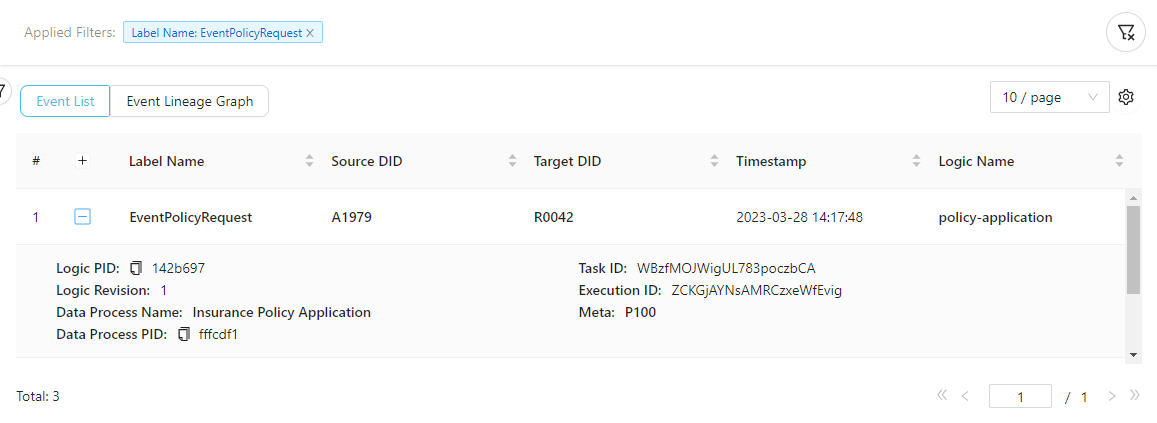 Applied Filters: Label Name: EventPolicyRequest ×
Event List Event Lineage Graph 10 / page
# + Label Name Source DID Target DID Timestamp Logic Name
1 EventPolicyRequest A1979 R0042 2023-03-28 14:17:48 policy-application
Logic PID: 142b697 Task ID: WBzfMOJWigUL783poczbCA
Logic Revision: 1 Execution ID: ZCKGjAYNsAMRCzxeWfEvig
Data Process Name: Insurance Policy Application Meta: P100
Data Process PID: fffcdf1
Total: 3 1 / 1